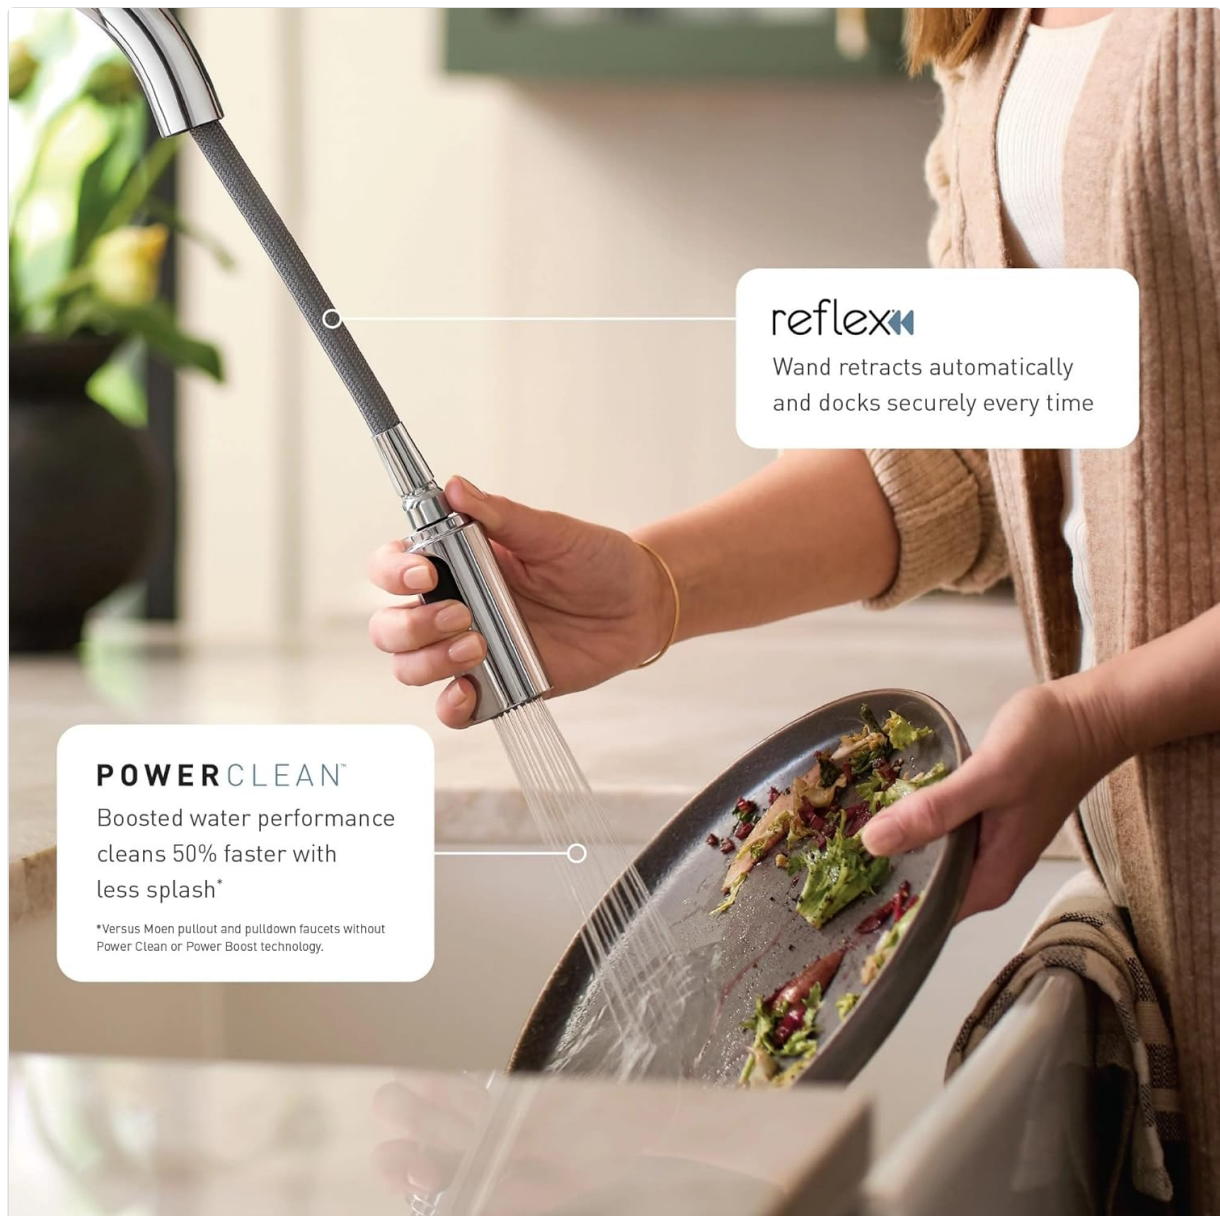 reflex™
Wand retracts automatically
and docks securely every time
POWERCLEAN™
Boosted water performance
cleans 50% faster with
less splash*
*Versus Moen pullout and pulldown faucets without
Power Clean or Power Boost technology.